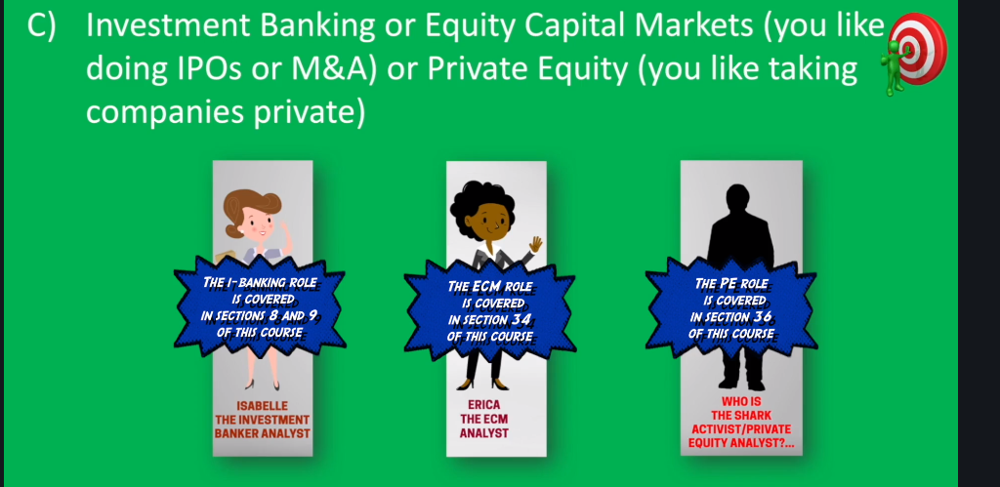 C) Investment Banking or Equity Capital Markets (you like
doing IPOs or M&A) or Private Equity (you like taking
companies private)
THE I-BANKING ROLE
IS COVERED
IN SECTIONS 8 AND 9
OF THIS COURSE
ISABELLE
THE INVESTMENT
BANKER ANALYST
THE ECM ROLE
IS COVERED
IN SECTION 34
OF THIS COURSE
ERICA
THE ECM
ANALYST
THE PE ROLE
IS COVERED
IN SECTION 36
OF THIS COURSE
WHO IS
THE SHARK
ACTIVIST/PRIVATE
EQUITY ANALYST?...